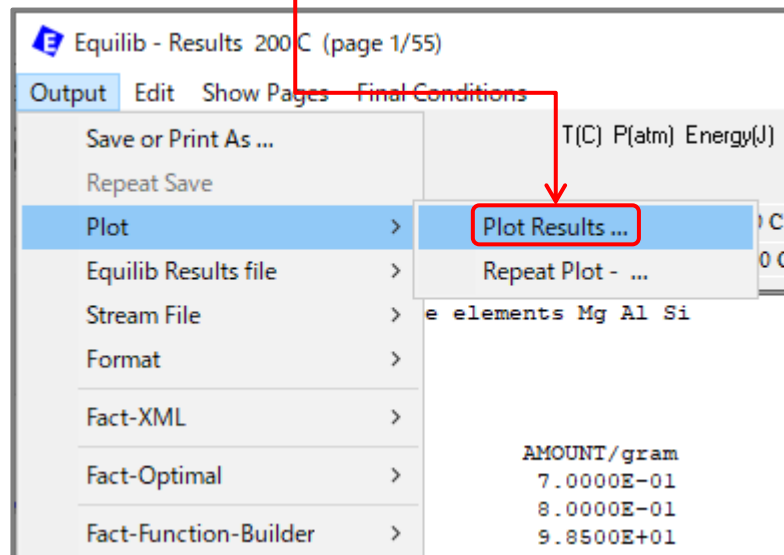 Equilib - Results 200 C (page 1/55)
Output Edit Show Pages Final Conditions
Save or Print As ...
T(C) P(atm) Energy(J)
Repeat Save
Plot >
Plot Results ...
C
Equilib Results file >
Repeat Plot - ...
0 C
Stream File >
e elements Mg Al Si
Format >
Fact-XML >
AMOUNT/gram
Fact-Optimal >
7.0000E-01
8.0000E-01
Fact-Function-Builder >
9.8500E+01